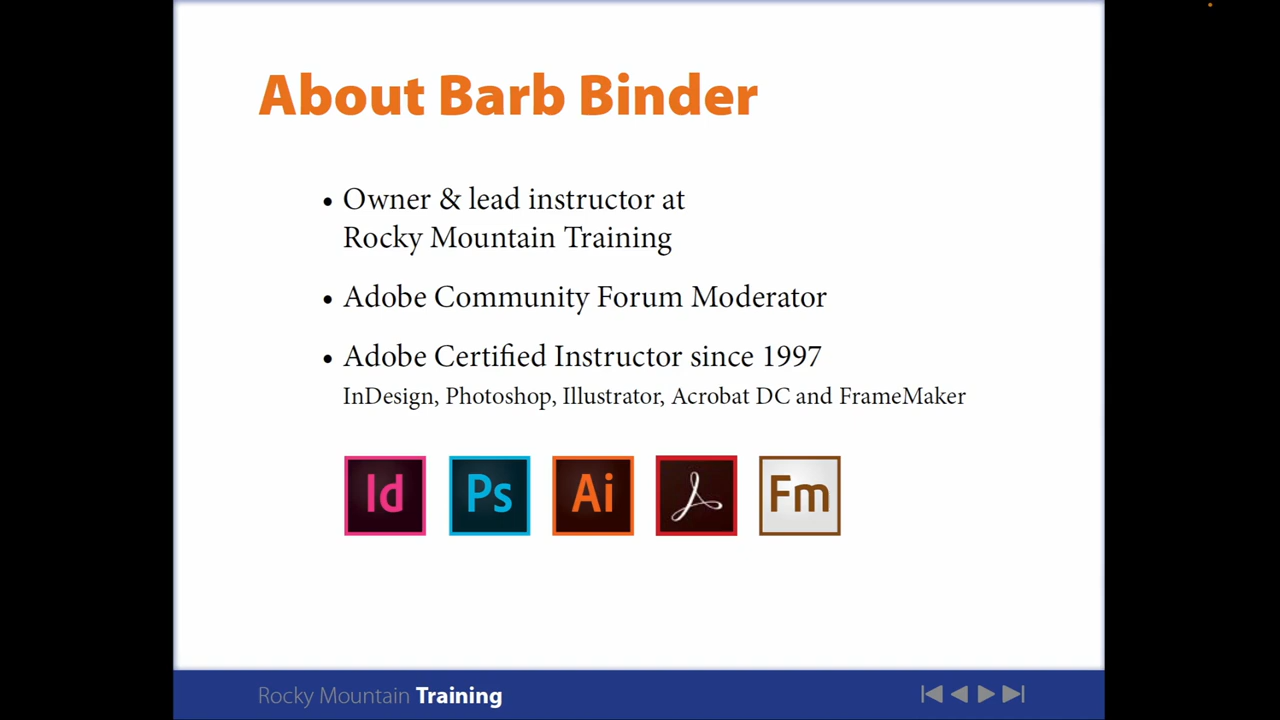 About Barb Binder
• Owner & lead instructor at
Rocky Mountain Training
• Adobe Community Forum Moderator
• Adobe Certified Instructor since 1997
InDesign, Photoshop, Illustrator, Acrobat DC and FrameMaker
Id Ps Ai Fm
Rocky Mountain Training